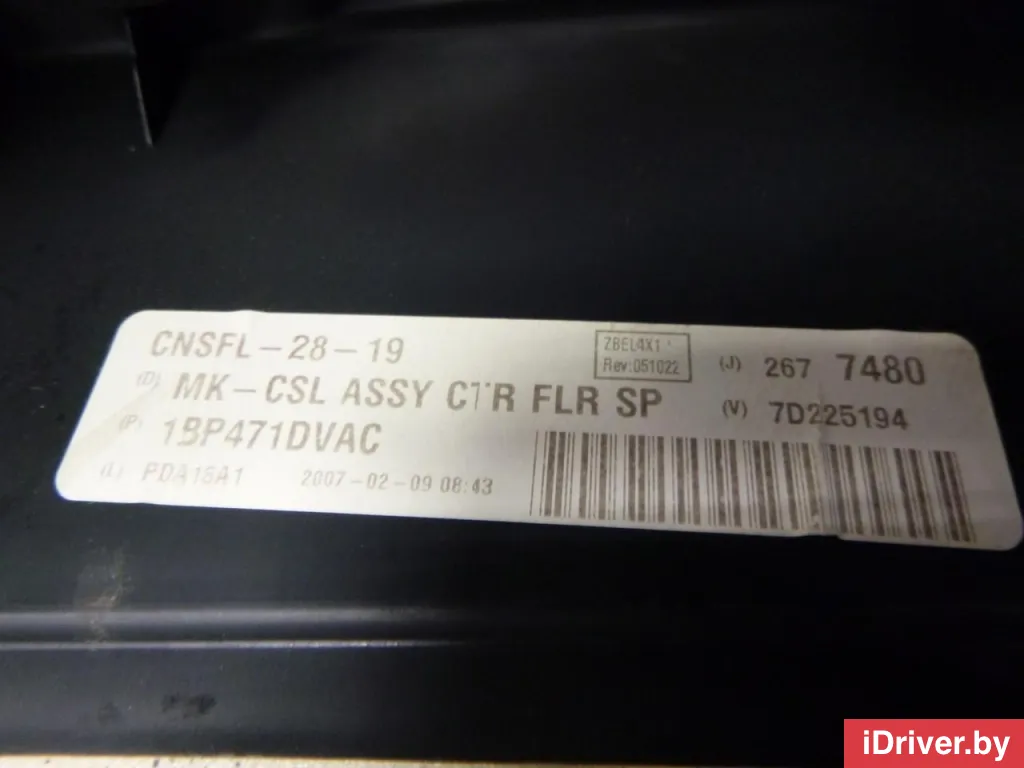 CNSFL-28-19
ZBEL4X1
Rev:051022
(J) 267 7480
(D) MK-CSL ASSY CTR FLR SP
(V) 7D225194
(P) 1BP471DVAC
(L) PDA18A1 2007-02-09 08:43
iDriver.by